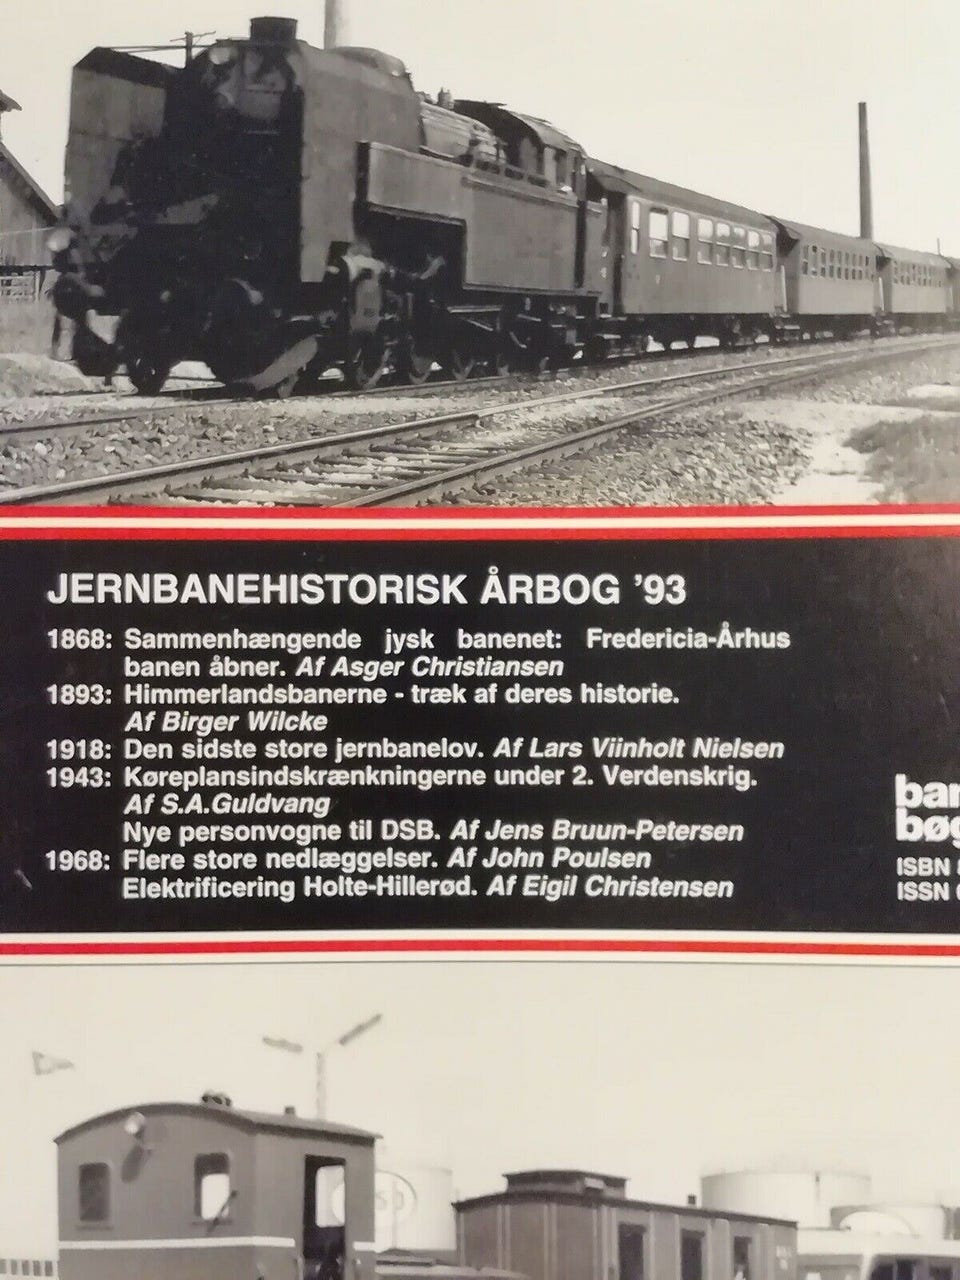 JERNBANEHISTORISK ÅRBOG '93
1868: Sammenhængende jysk banenet: Fredericia-Århus
banen åbner. Af Asger Christiansen
1893: Himmerlandsbanerne - træk af deres historie.
Af Birger Wilcke
1918: Den sidste store jernbanelov. Af Lars Viinholt Nielsen
1943: Køreplansindskrænkningerne under 2. Verdenskrig.
Af S.A.Guldvang
Nye personvogne til DSB. Af Jens Bruun-Petersen
1968: Flere store nedlæggelser. Af John Poulsen
Elektrificering Holte-Hillerød. Af Eigil Christensen
ISBN
ISSN